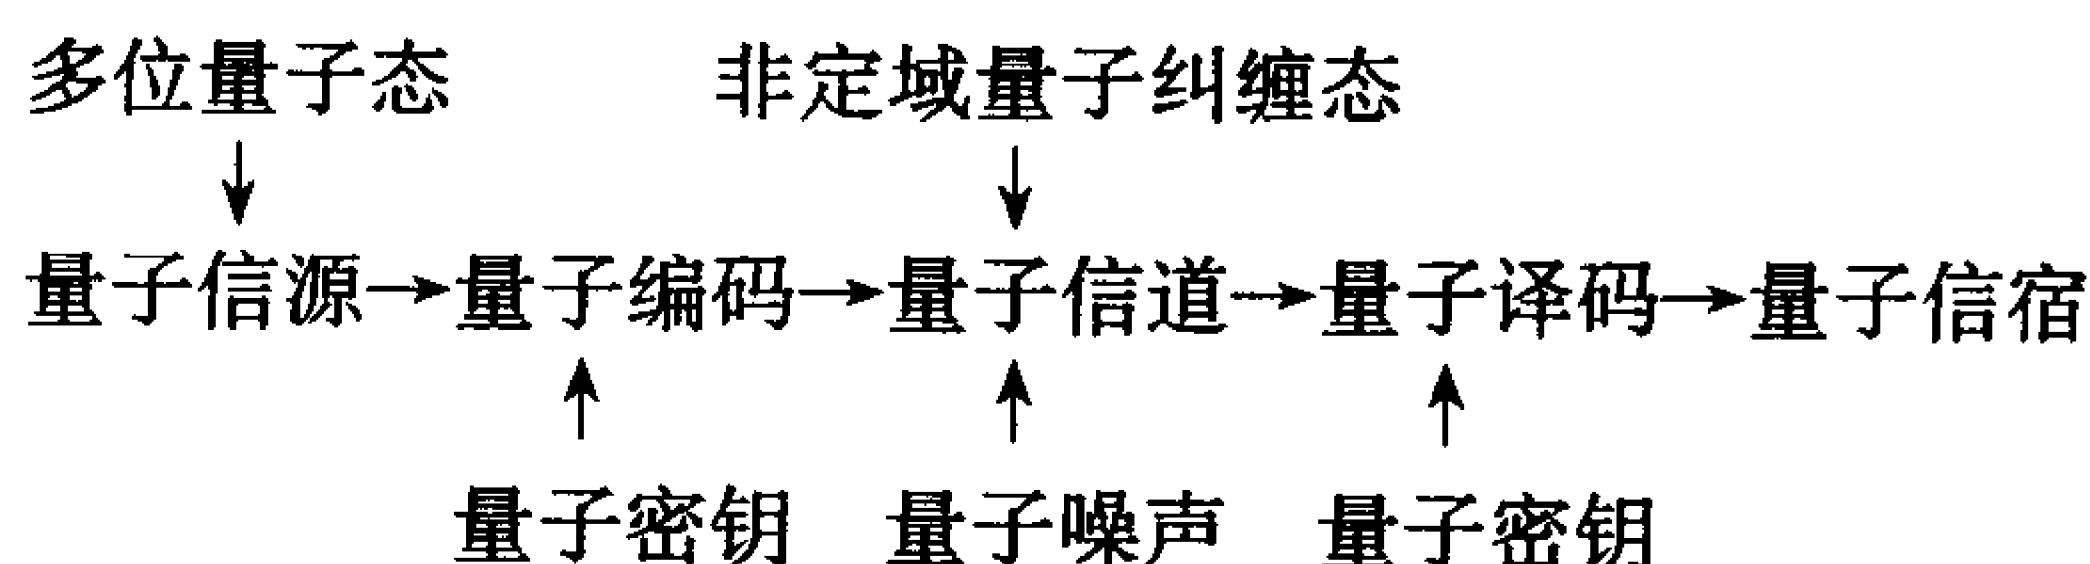 多位量子态 非定域量子纠缠态
量子信源→量子编码→量子信道→量子译码→量子信宿
量子密钥 量子噪声 量子密钥